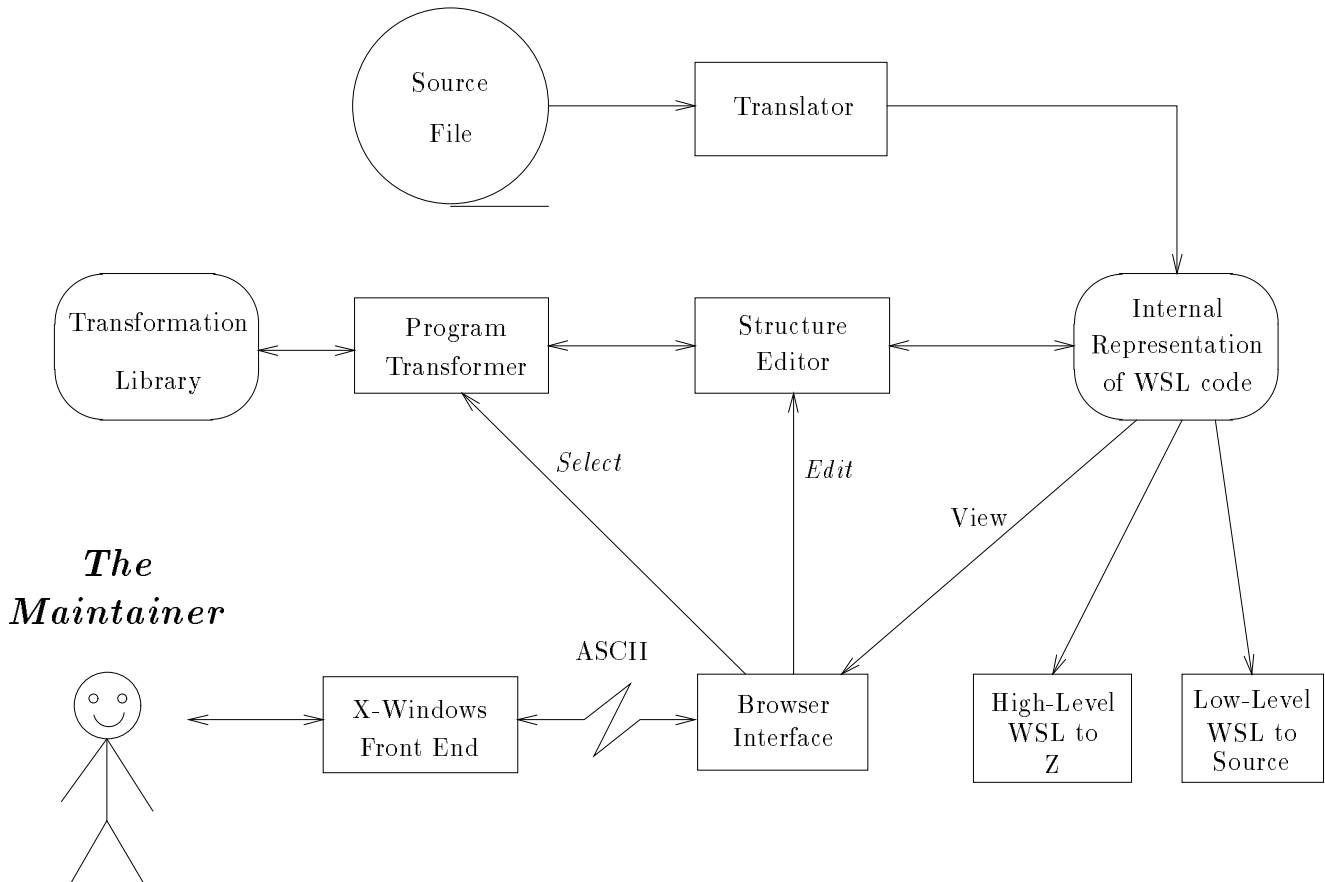 Source
File
Translator
Transformation
Library
Program
Transformer
Structure
Editor
Internal
Representation
of WSL code
Select
Edit
View
The
Maintainer
ASCII
X-Windows
Front End
Browser
Interface
High-Level
WSL to
Z
Low-Level
WSL to
Source